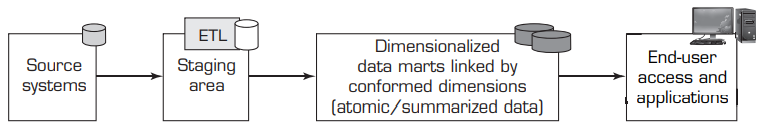 Source
systems
ETL
Staging
area
Dimensionalized
data marts linked by
conformed dimensions
(atomic/summarized data)
End-user
access and
applications